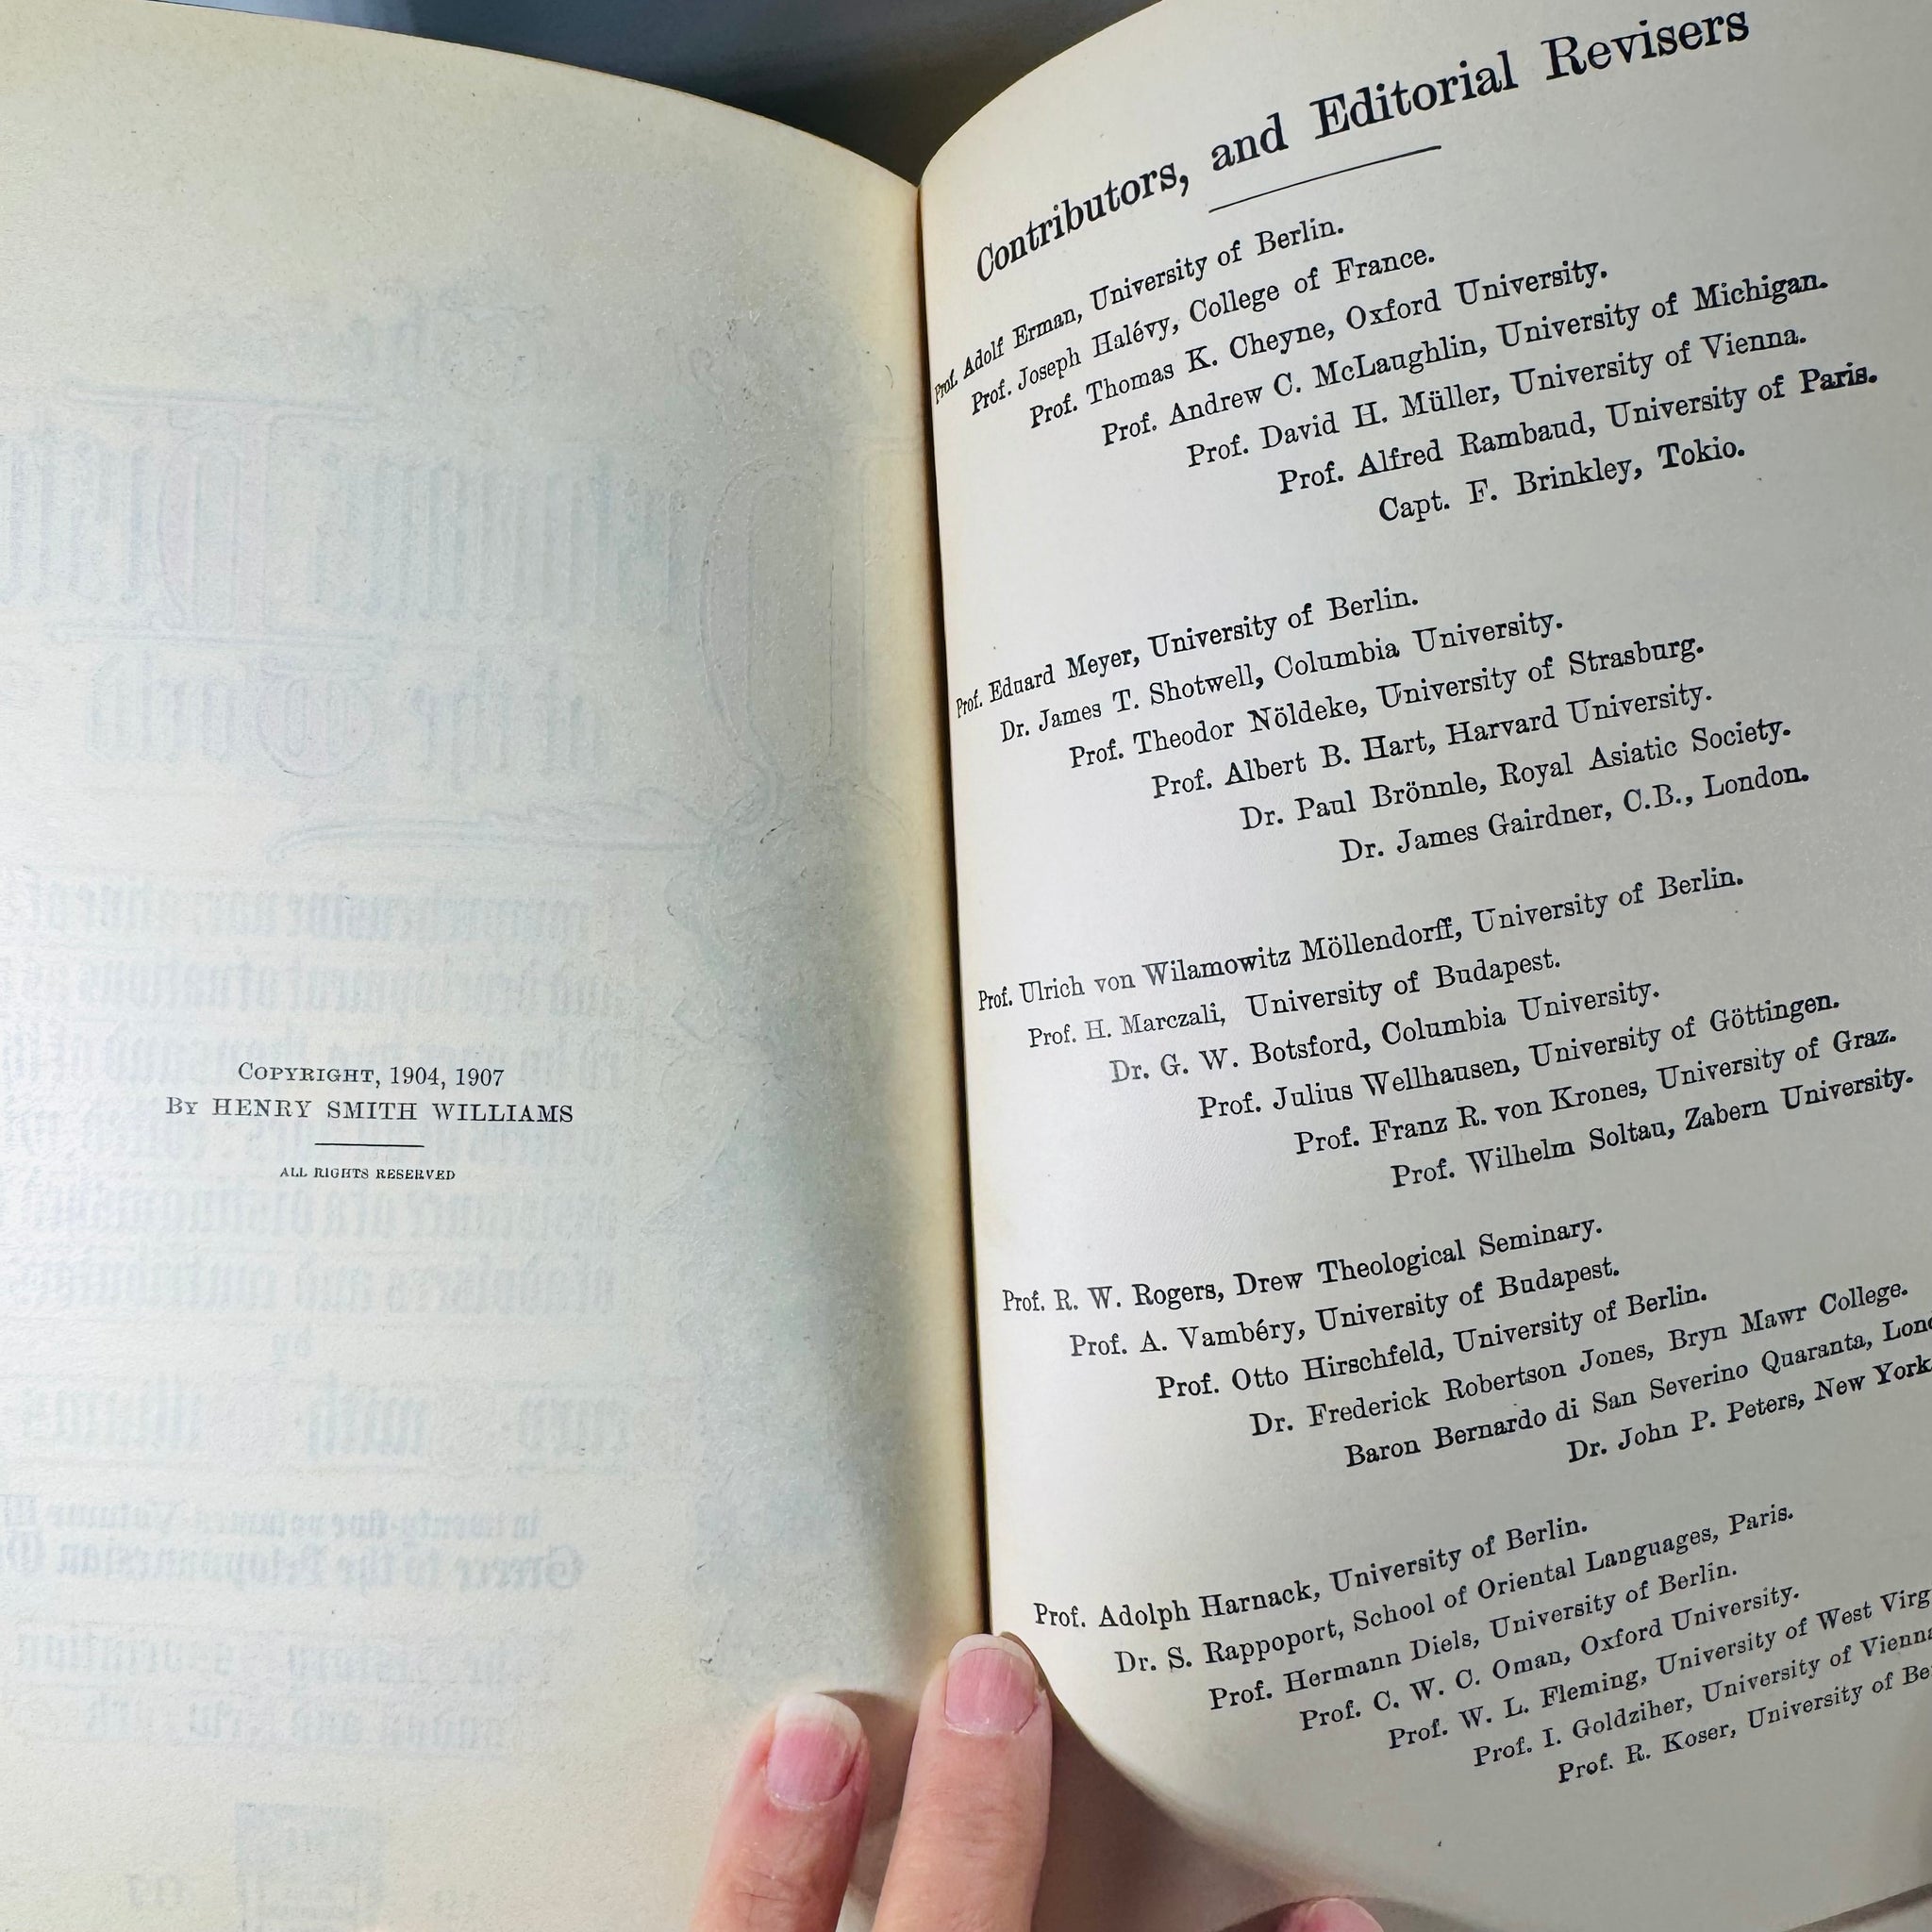 COPYRIGHT, 1904, 1907
BY HENRY SMITH WILLIAMS
ALL RIGHTS RESERVED
Contributors, and Editorial Revisers
Prof. Adolf Erman, University of Berlin.
Prof. Joseph Halévy, College of France.
Prof. Thomas K. Cheyne, Oxford University.
Prof. Andrew C. McLaughlin, University of Michigan.
Prof. David H. Müller, University of Vienna.
Prof. Alfred Rambaud, University of Paris.
Capt. F. Brinkley, Tokio.
Prof. Eduard Meyer, University of Berlin.
Dr. James T. Shotwell, Columbia University.
Prof. Theodor Nöldeke, University of Strasburg.
Prof. Albert B. Hart, Harvard University.
Dr. Paul Brönnle, Royal Asiatic Society.
Dr. James Gairdner, C.B., London.
Prof. Ulrich von Wilamowitz Möllendorff, University of Berlin.
Prof. H. Marczali, University of Budapest.
Dr. G. W. Botsford, Columbia University.
Prof. Julius Wellhausen, University of Göttingen.
Prof. Franz R. von Krones, University of Graz.
Prof. Wilhelm Soltau, Zabern University.
Prof. R. W. Rogers, Drew Theological Seminary.
Prof. A. Vambéry, University of Budapest.
Prof. Otto Hirschfeld, University of Berlin.
Dr. Frederick Robertson Jones, Bryn Mawr College.
Baron Bernardo di San Severino Quaranta, Lon
Dr. John P. Peters, New York
Prof. Adolph Harnack, University of Berlin.
Dr. S. Rappoport, School of Oriental Languages, Paris.
Prof. Hermann Diels, University of Berlin.
Prof. C. W. C. Oman, Oxford University.
Prof. W. L. Fleming, University of West Virg
Prof. I. Goldziher, University of Vienna
Prof. R. Koser, University of Be